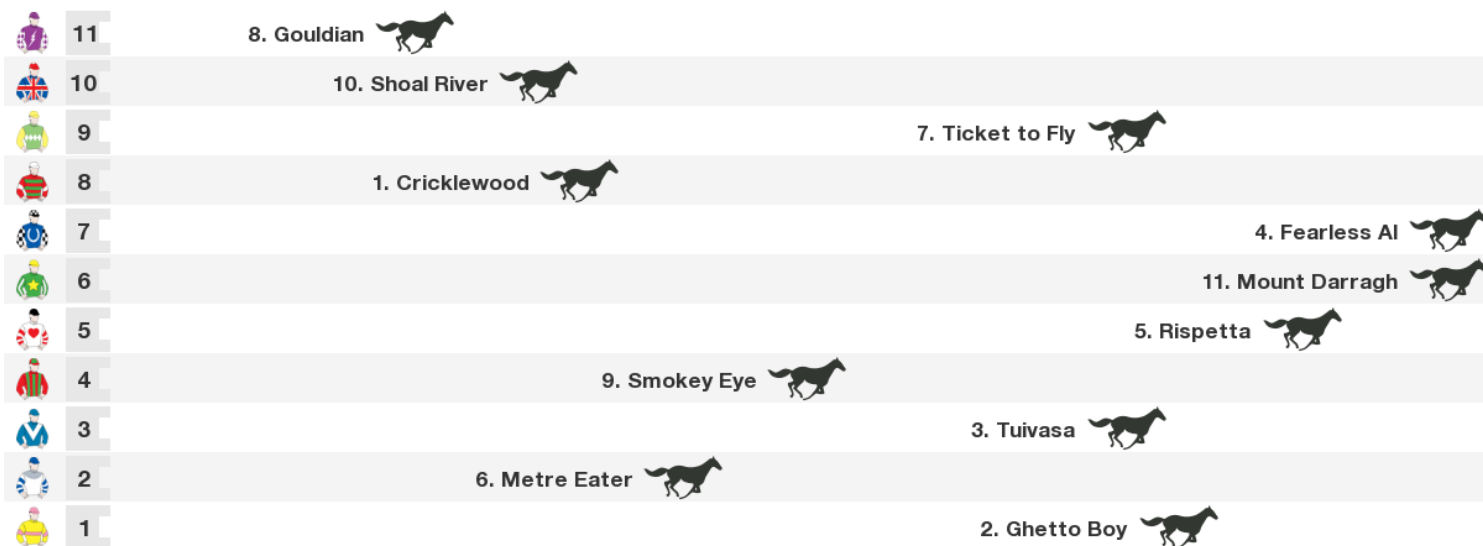 11 8. Gouldian
10 10. Shoal River
9 7. Ticket to Fly
8 1. Cricklewood
7 4. Fearless Al
6 11. Mount Darragh
5 5. Rispetta
4 9. Smokey Eye
3 3. Tuivasa
2 6. Metre Eater
1 2. Ghetto Boy